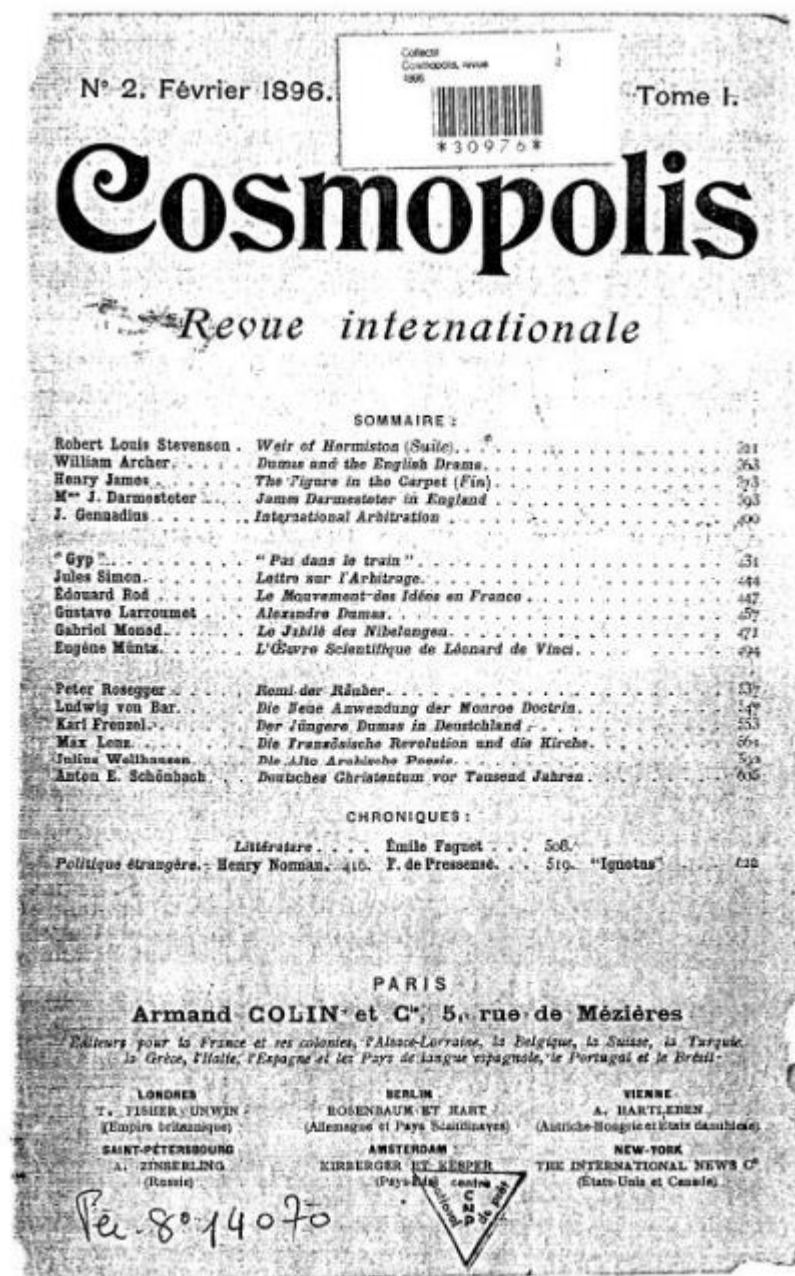 Collectif 1
Cosmopolis, revue 2
1896
*30976*
N° 2. Février 1896. Tome I.
Cosmopolis
Revue internationale
SOMMAIRE :
Robert Louis Stevenson . Weir of Hermiston (Suite).
William Archer. Dumas and the English Drama. 363
Henry James The Figure in the Carpet (Fin) 373
Mme J. Darmesteter James Darmesteter in England 393
J. Gennadius International Arbitration 400
"Gyp" "Pas dans le train" 431
Jules Simon. Lettre sur l'Arbitrage. 444
Edouard Rod Le Mouvement des Idées en France 447
Gustave Larroumet Alexandre Dumas. 457
Gabriel Monod. Le Jubilé des Nibelungen. 471
Eugène Müntz. L'Œuvre Scientifique de Léonard de Vinci. 494
Peter Rosegger Romi der Räuber. 537
Ludwig von Bar. Die Neue Anwendung der Monroe Doctrin. 547
Karl Frenzel. Der Jüngere Dumas in Deustchland 553
Max Lenz. Die Französische Revolution und die Kirche. 561
Julius Wellhausen Die Alte Arabische Poesie. 592
Anton E. Schönbach Deutsches Christentum vor Tausend Jahren. 605
CHRONIQUES :
Littérature Émile Faguet 508.
Politique étrangère. Henry Norman. 416. F. de Pressensé. 519. "Ignotus"
PARIS
Armand COLIN et Cie, 5, rue de Mézières
Éditeurs pour la France et ses colonies, l'Alsace-Lorraine, la Belgique, la Suisse, la Turquie,
la Grèce, l'Italie, l'Espagne et les Pays de langue espagnole, le Portugal et le Brésil
LONDRES BERLIN VIENNE
T. FISHER UNWIN ROSENBAUM ET HART A. HARTLEBEN
(Empire britannique) (Allemagne et Pays Scandinaves) (Autriche-Hongrie et États danubiens)
SAINT-PÉTERSBOURG AMSTERDAM NEW-YORK
A. ZINSERLING KIRBERGER ET KESPER THE INTERNATIONAL NEWS Co
(Russie) (Pays-Bas) (États-Unis et Canada)
centre national de prêt
CNP
8° 14070